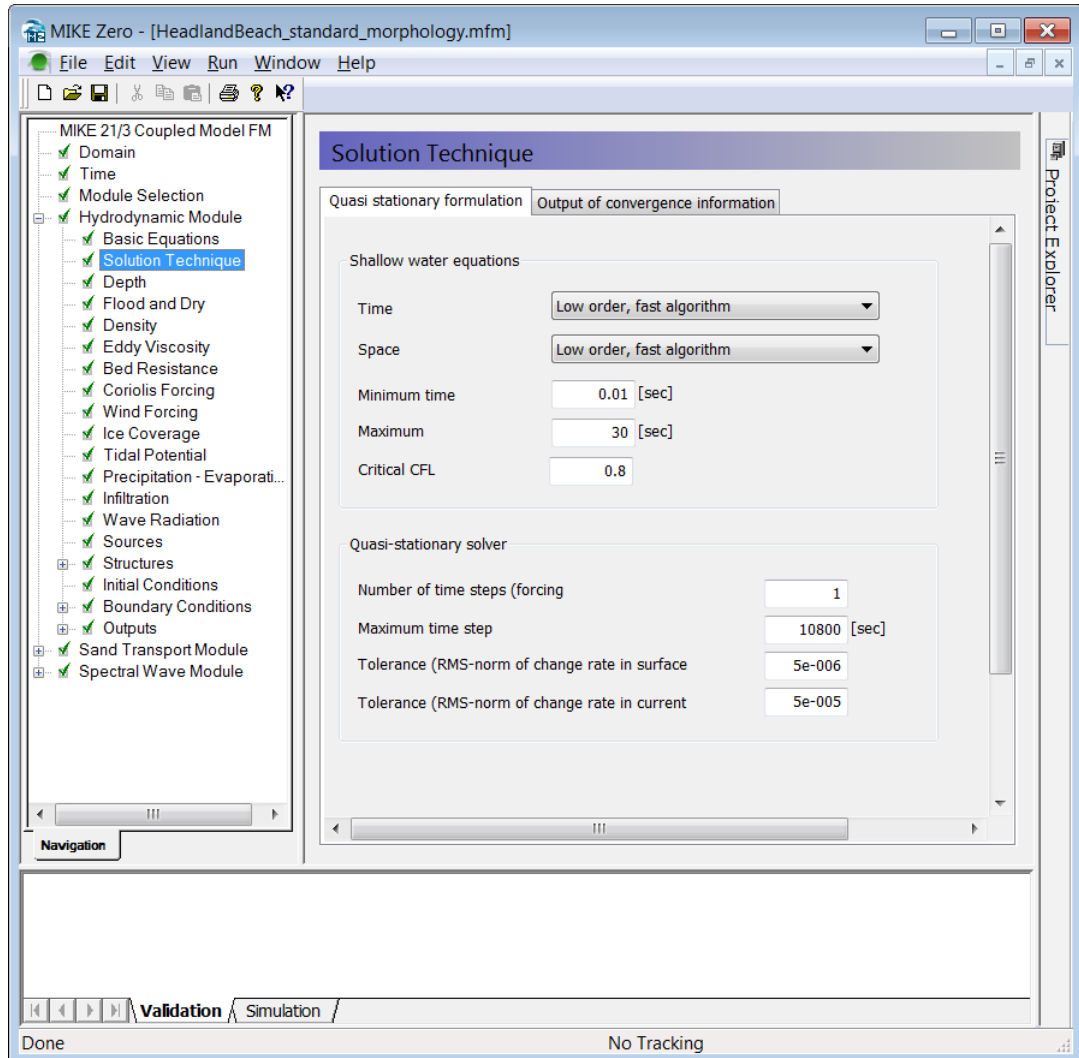 MIKE Zero - [HeadlandBeach_standard_morphology.mfm]
File Edit View Run Window Help
MIKE 21/3 Coupled Model FM
Domain
Time
Module Selection
Hydrodynamic Module
Basic Equations
Solution Technique
Depth
Flood and Dry
Density
Eddy Viscosity
Bed Resistance
Coriolis Forcing
Wind Forcing
Ice Coverage
Tidal Potential
Precipitation - Evaporati...
Infiltration
Wave Radiation
Sources
Structures
Initial Conditions
Boundary Conditions
Outputs
Sand Transport Module
Spectral Wave Module
Navigation
Solution Technique
Quasi stationary formulation Output of convergence information
Shallow water equations
Time Low order, fast algorithm
Space Low order, fast algorithm
Minimum time 0.01 [sec]
Maximum 30 [sec]
Critical CFL 0.8
Quasi-stationary solver
Number of time steps (forcing 1
Maximum time step 10800 [sec]
Tolerance (RMS-norm of change rate in surface 5e-006
Tolerance (RMS-norm of change rate in current 5e-005
Project Explorer
Validation Simulation
Done No Tracking